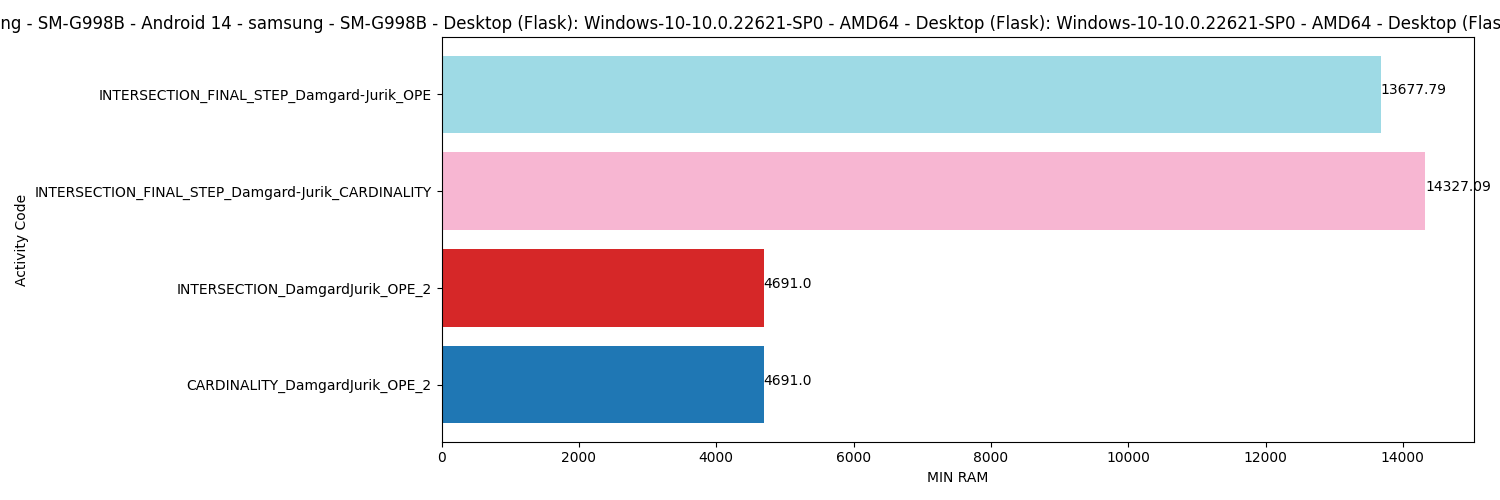 ng - SM-G998B - Android 14 - samsung - SM-G998B - Desktop (Flask): Windows-10-10.0.22621-SP0 - AMD64 - Desktop (Flask): Windows-10-10.0.22621-SP0 - AMD64 - Desktop (Flas
INTERSECTION_FINAL_STEP_Damgard-Jurik_OPE
13677.79
INTERSECTION_FINAL_STEP_Damgard-Jurik_CARDINALITY
14327.09
INTERSECTION_DamgardJurik_OPE_2
4691.0
CARDINALITY_DamgardJurik_OPE_2
4691.0
Activity Code
0 2000 4000 6000 8000 10000 12000 14000
MIN RAM